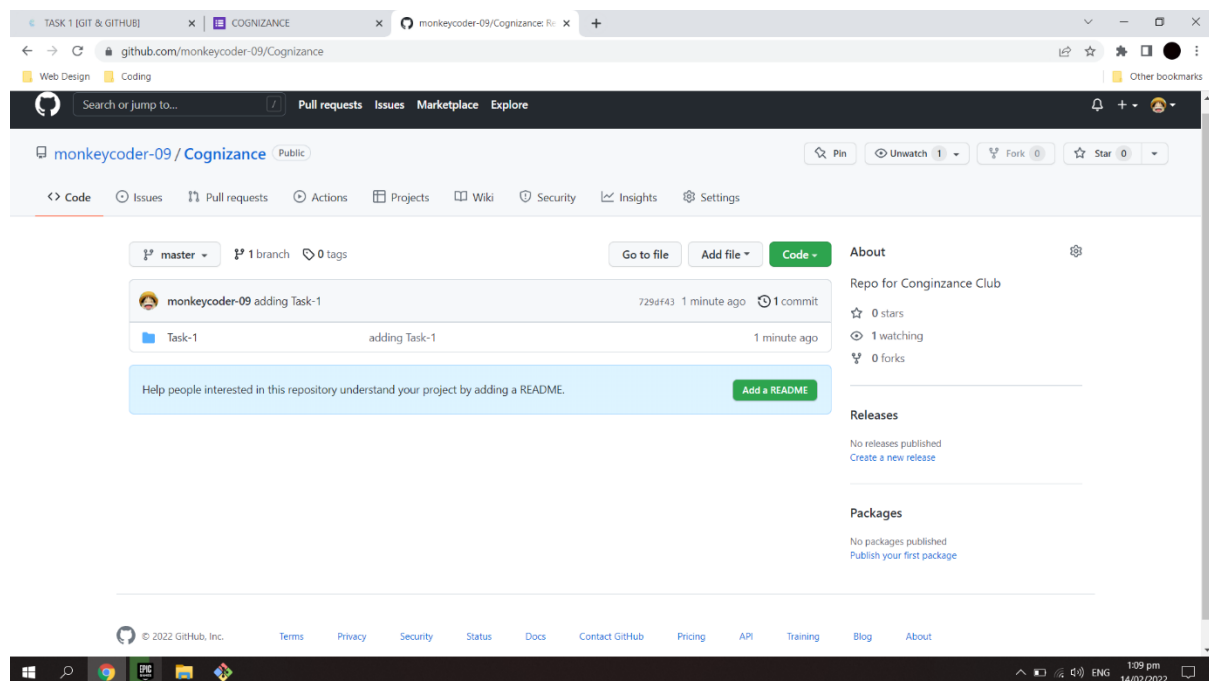 TASK 1 [GIT & GITHUB]
COGNIZANCE
monkeycoder-09/Cognizance: Re
github.com/monkeycoder-09/Cognizance
Web Design
Coding
Other bookmarks
Search or jump to...
/
Pull requests Issues Marketplace Explore
monkeycoder-09 / Cognizance Public
Pin
Unwatch 1
Fork 0
Star 0
<> Code
Issues
Pull requests
Actions
Projects
Wiki
Security
Insights
Settings
master
1 branch
0 tags
Go to file
Add file
Code
monkeycoder-09 adding Task-1
729df43 1 minute ago
1 commit
Task-1
adding Task-1
1 minute ago
Help people interested in this repository understand your project by adding a README.
Add a README
About
Repo for Conginzance Club
0 stars
1 watching
0 forks
Releases
No releases published
Create a new release
Packages
No packages published
Publish your first package
© 2022 GitHub, Inc.
Terms
Privacy
Security
Status
Docs
Contact GitHub
Pricing
API
Training
Blog
About
EPIC
ENG
1:09 pm
14/02/2022